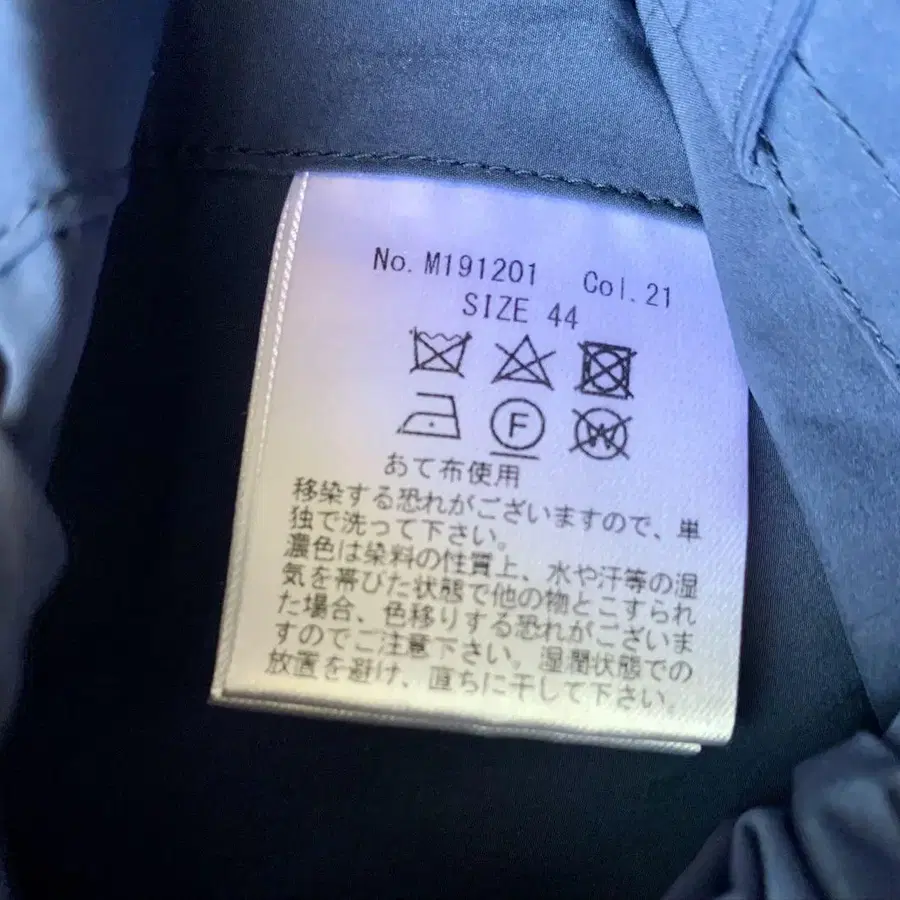 No. M191201 Col.21
SIZE 44
F
W
あて布使用
移染する恐れがございますので、単
独で洗って下さい。
濃色は染料の性質上、水や汗等の湿
気を帯びた状態で他の物とこすられ
た場合、色移りする恐れがございま
すのでご注意下さい。湿潤状態での
放置を避け、直ちに干して下さい。